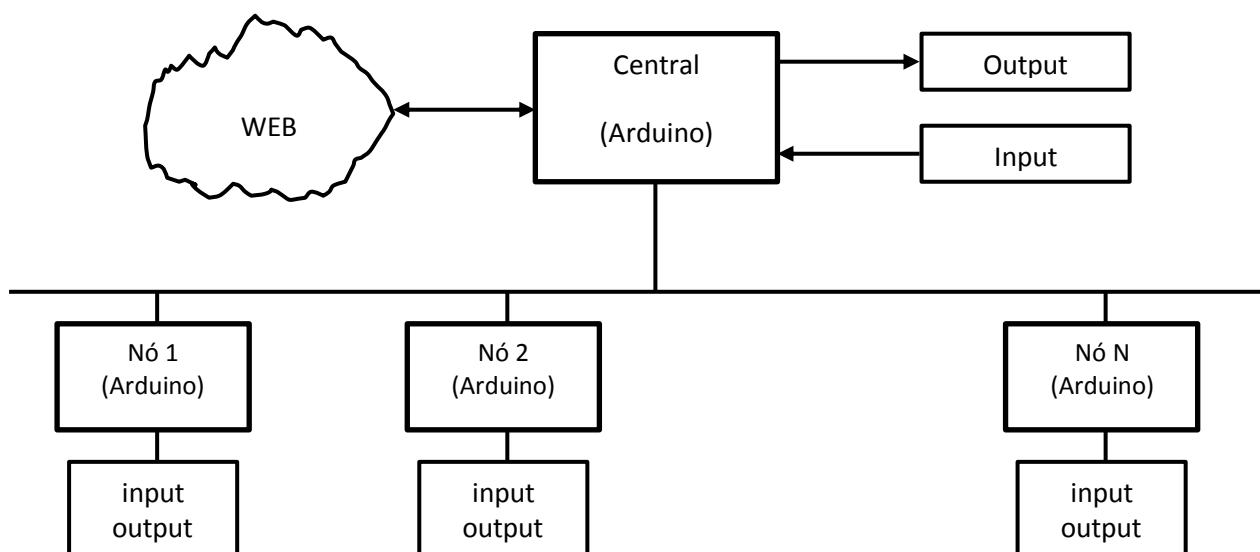 Central
(Arduino)
Output
WEB
Input
Nó 1
(Arduino)
Nó 2
(Arduino)
Nó N
(Arduino)
input
output
input
output
input
output